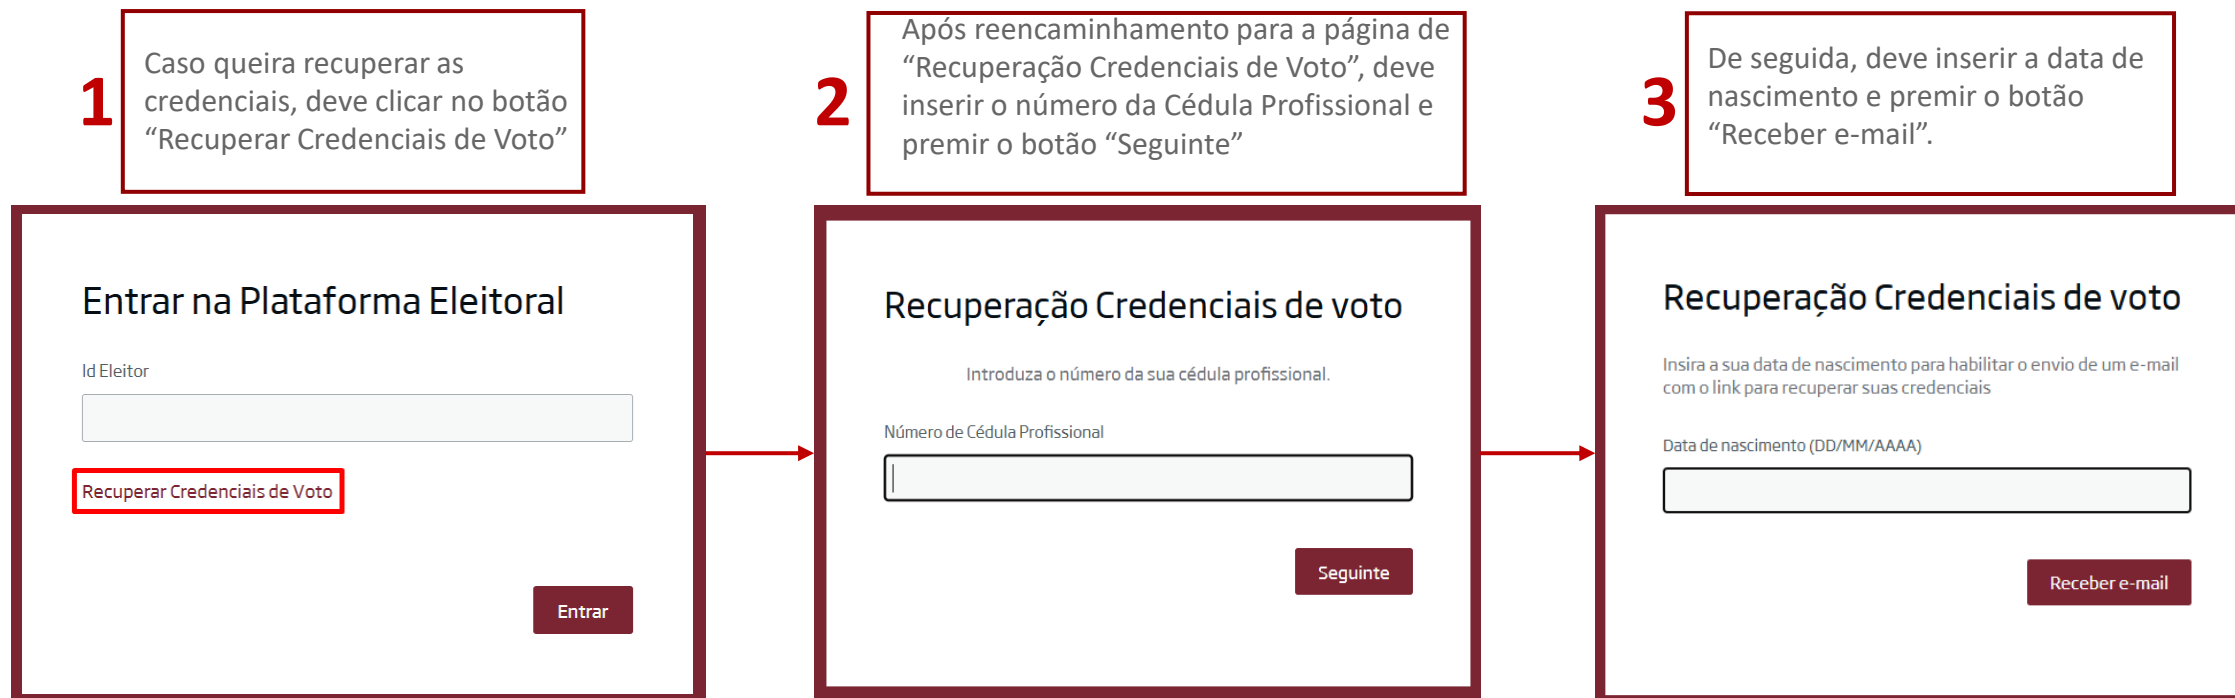 1
Caso queira recuperar as
credenciais, deve clicar no botão
“Recuperar Credenciais de Voto”
2
Após reencaminhamento para a página de
“Recuperação Credenciais de Voto”, deve
inserir o número da Cédula Profissional e
premir o botão “Seguinte”
3
De seguida, deve inserir a data de
nascimento e premir o botão
“Receber e-mail”.
Entrar na Plataforma Eleitoral
Id Eleitor
Recuperar Credenciais de Voto
Entrar
Recuperação Credenciais de voto
Introduza o número da sua cédula profissional.
Número de Cédula Profissional
Seguinte
Recuperação Credenciais de voto
Insira a sua data de nascimento para habilitar o envio de um e-mail
com o link para recuperar suas credenciais
Data de nascimento (DD/MM/AAAA)
Receber e-mail